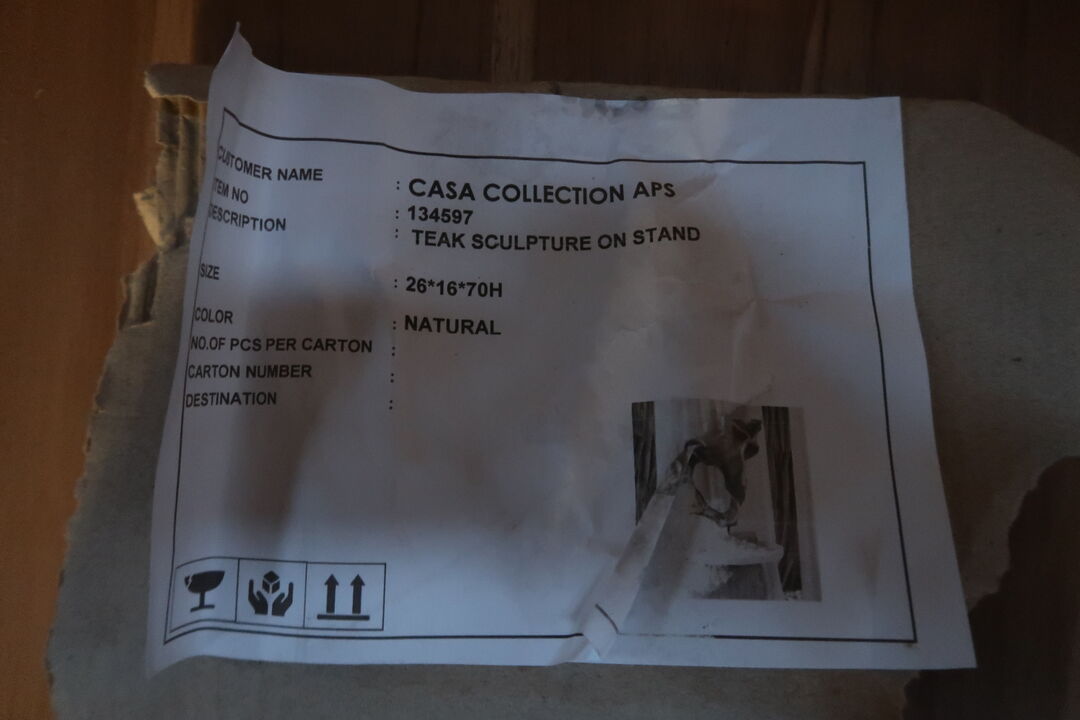 CUSTOMER NAME : CASA COLLECTION APS
ITEM NO : 134597
DESCRIPTION : TEAK SCULPTURE ON STAND
SIZE : 26*16*70H
COLOR : NATURAL
NO.OF PCS PER CARTON :
CARTON NUMBER :
DESTINATION :